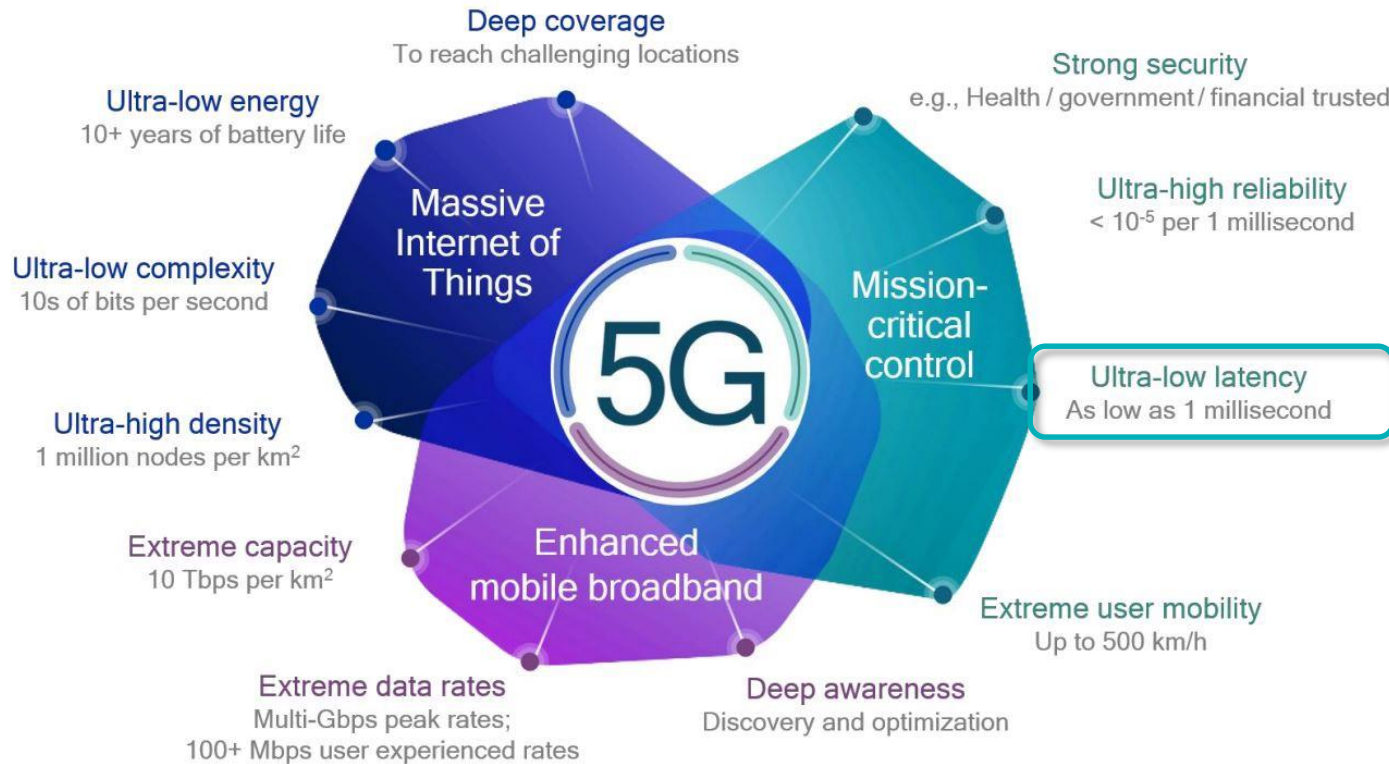 Deep coverage
To reach challenging locations
Strong security
e.g., Health / government / financial trusted
Ultra-low energy
10+ years of battery life
Ultra-high reliability
< 10⁻⁵ per 1 millisecond
Massive
Internet of
Things
Ultra-low complexity
10s of bits per second
5G
Mission-
critical
control
Ultra-low latency
As low as 1 millisecond
Ultra-high density
1 million nodes per km²
Extreme capacity
10 Tbps per km²
Enhanced
mobile broadband
Extreme user mobility
Up to 500 km/h
Extreme data rates
Multi-Gbps peak rates;
100+ Mbps user experienced rates
Deep awareness
Discovery and optimization